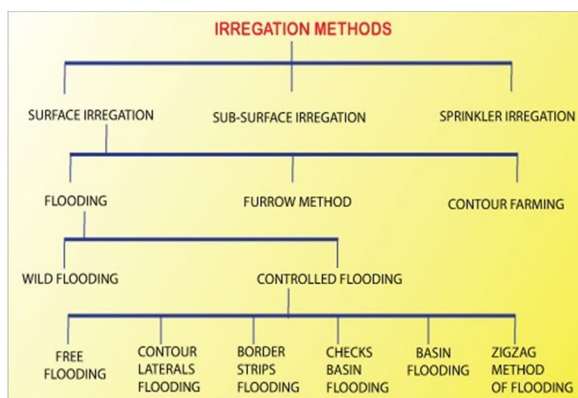 IRREGATION METHODS
SURFACE IRREGATION
SUB-SURFACE IRREGATION
SPRINKLER IRREGATION
FLOODING
FURROW METHOD
CONTOUR FARMING
WILD FLOODING
CONTROLLED FLOODING
FREE
FLOODING
CONTOUR
LATERALS
FLOODING
BORDER
STRIPS
FLOODING
CHECKS
BASIN
FLOODING
BASIN
FLOODING
ZIGZAG
METHOD
OF FLOODING